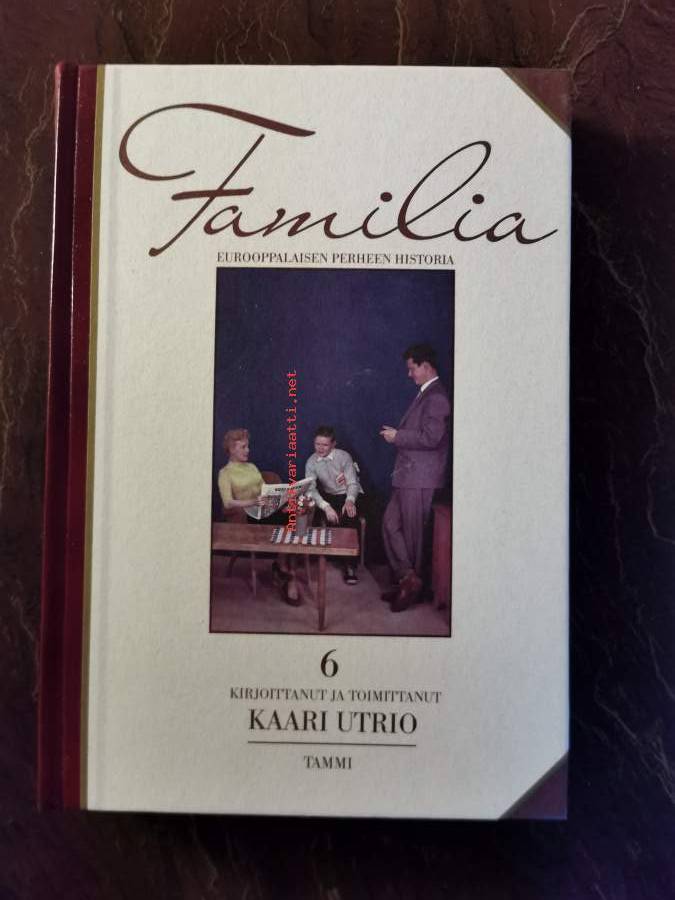 Familia
EUROOPPALAISEN PERHEEN HISTORIA
antikvariaatti.net
6
KIRJOITTANUT JA TOIMITTANUT
KAARI UTRIO
TAMMI